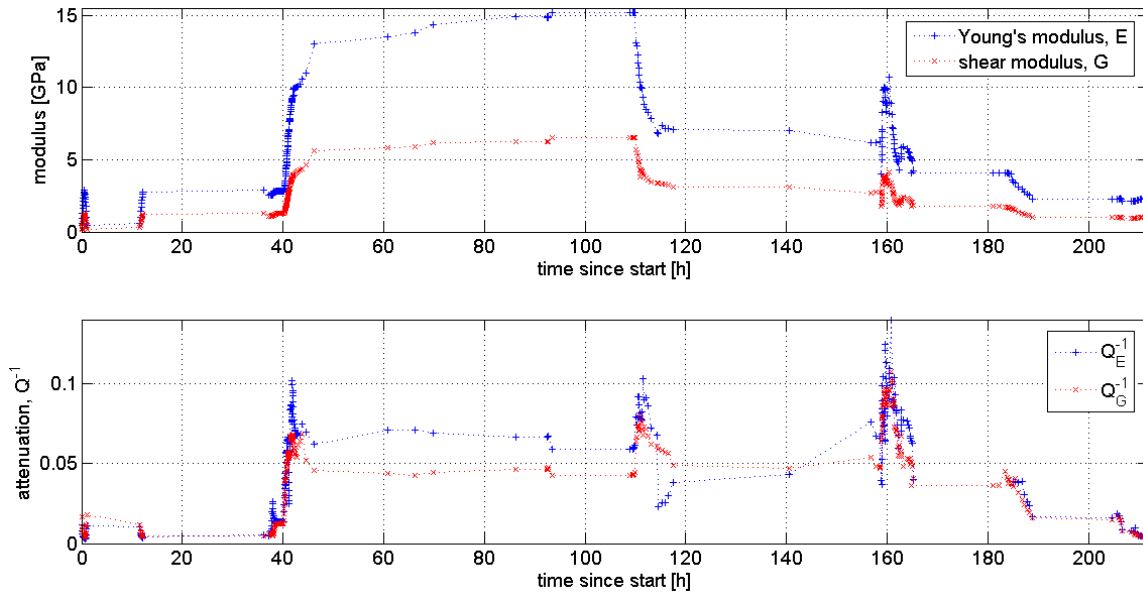 15
10
5
0
modulus [GPa]
Young's modulus, E
shear modulus, G
0 20 40 60 80 100 120 140 160 180 200
time since start [h]
0.1
0.05
0
attenuation, Q⁻¹
Q_E⁻¹
Q_G⁻¹
0 20 40 60 80 100 120 140 160 180 200
time since start [h]